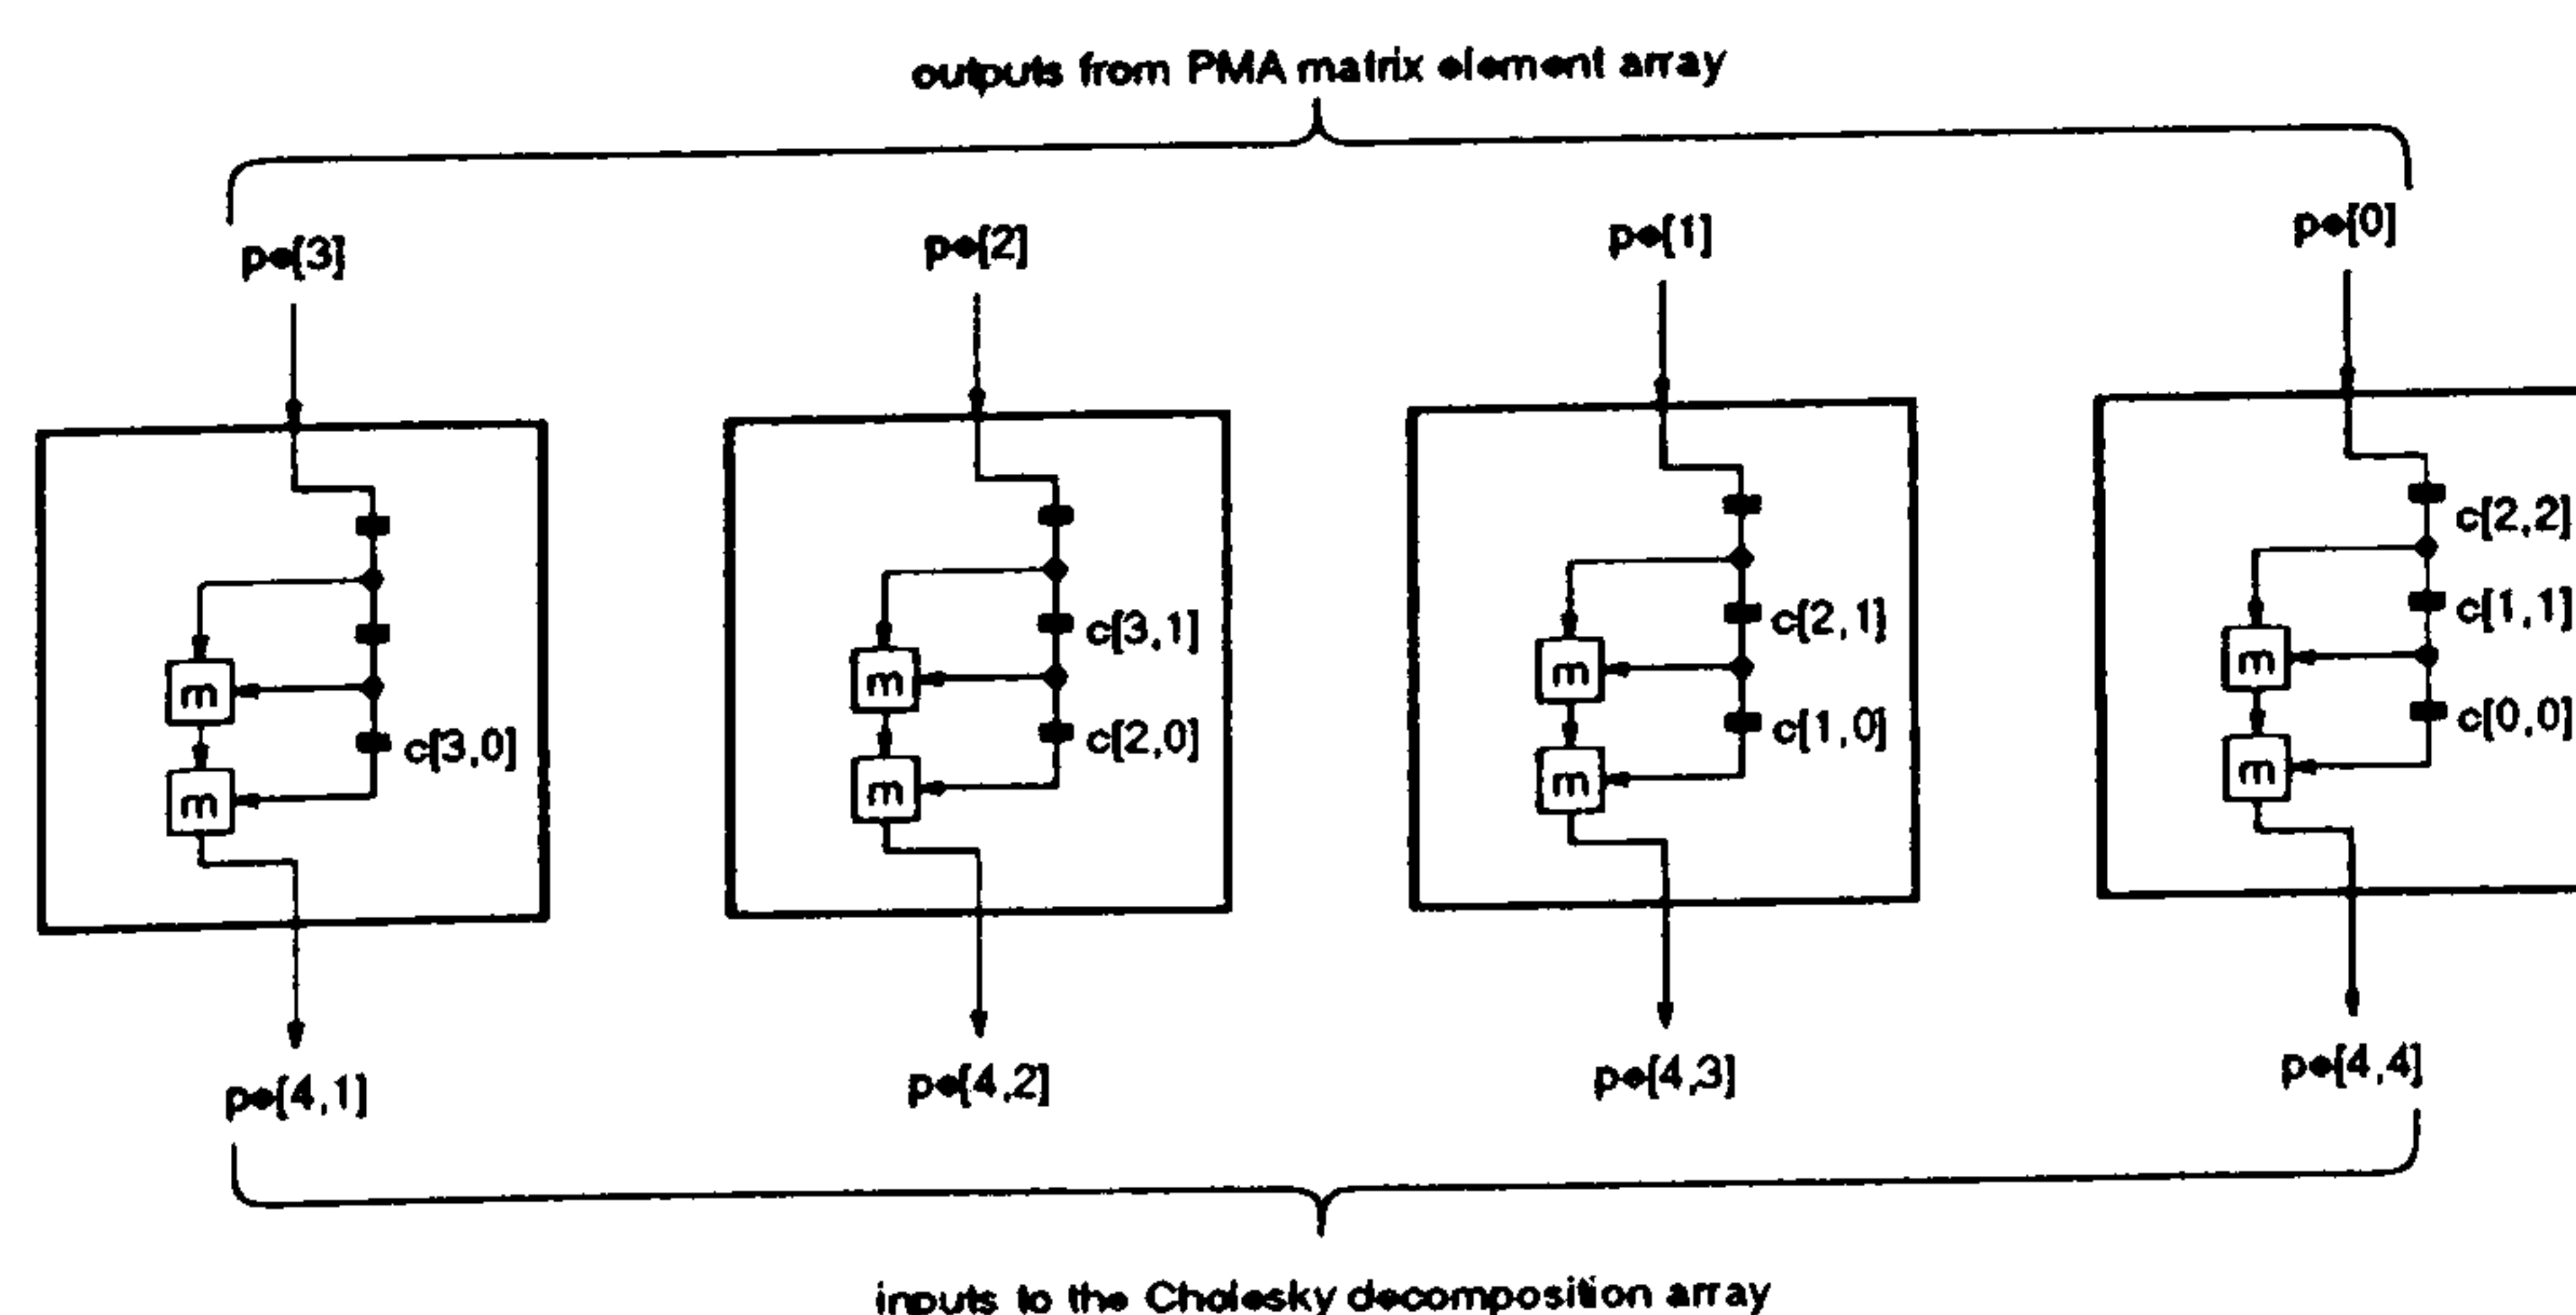 outputs from PMA matrix element array
pe[3] pe[2] pe[1] pe[0]
c[2,2]
c[3,1] c[2,1] c[1,1]
m m m m
c[3,0] c[2,0] c[1,0] c[0,0]
m m m m
pe[4,1] pe[4,2] pe[4,3] pe[4,4]
inputs to the Cholesky decomposition array